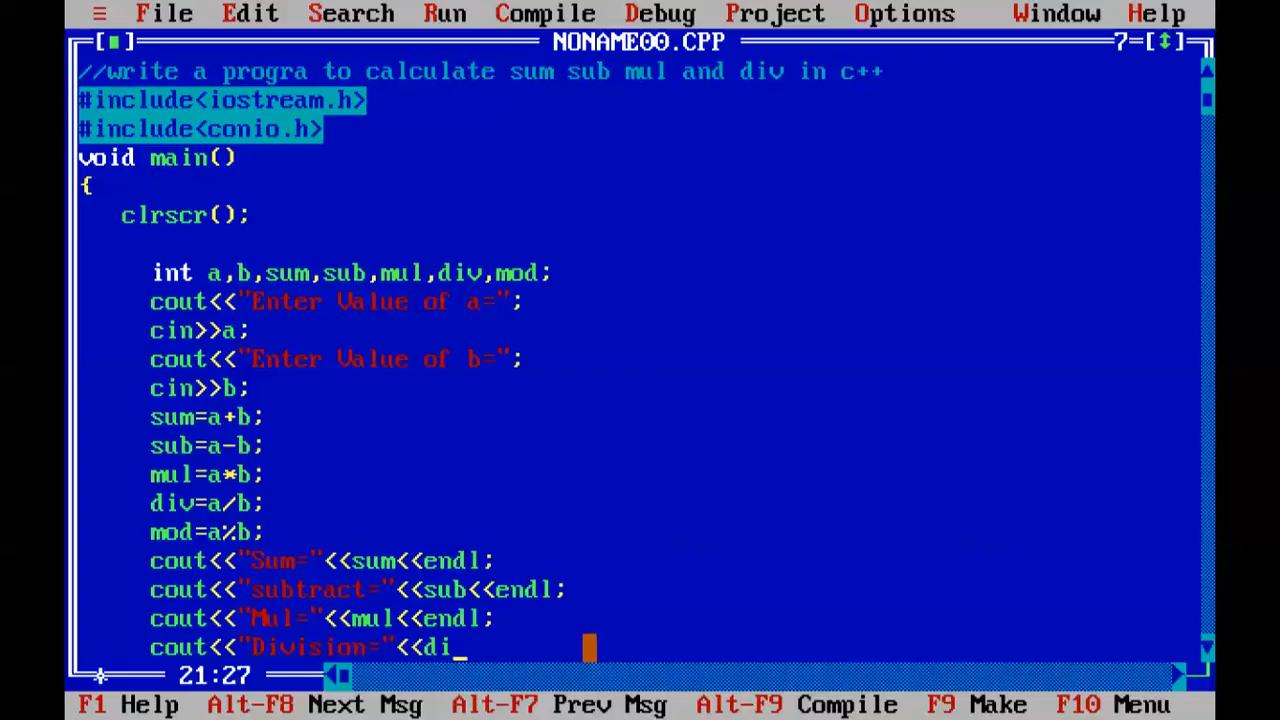 ≡ File Edit Search Run Compile Debug Project Options Window Help
[■] NONAME00.CPP 7=[↕]
//write a progra to calculate sum sub mul and div in c++
#include<iostream.h>
#include<conio.h>
void main()
{
clrscr();
int a,b,sum,sub,mul,div,mod;
cout<<"Enter Value of a=";
cin>>a;
cout<<"Enter Value of b=";
cin>>b;
sum=a+b;
sub=a-b;
mul=a*b;
div=a/b;
mod=a%b;
cout<<"Sum="<<sum<<endl;
cout<<"subtract="<<sub<<endl;
cout<<"Mul="<<mul<<endl;
cout<<"Division="<<di_
21:27
F1 Help Alt-F8 Next Msg Alt-F7 Prev Msg Alt-F9 Compile F9 Make F10 Menu